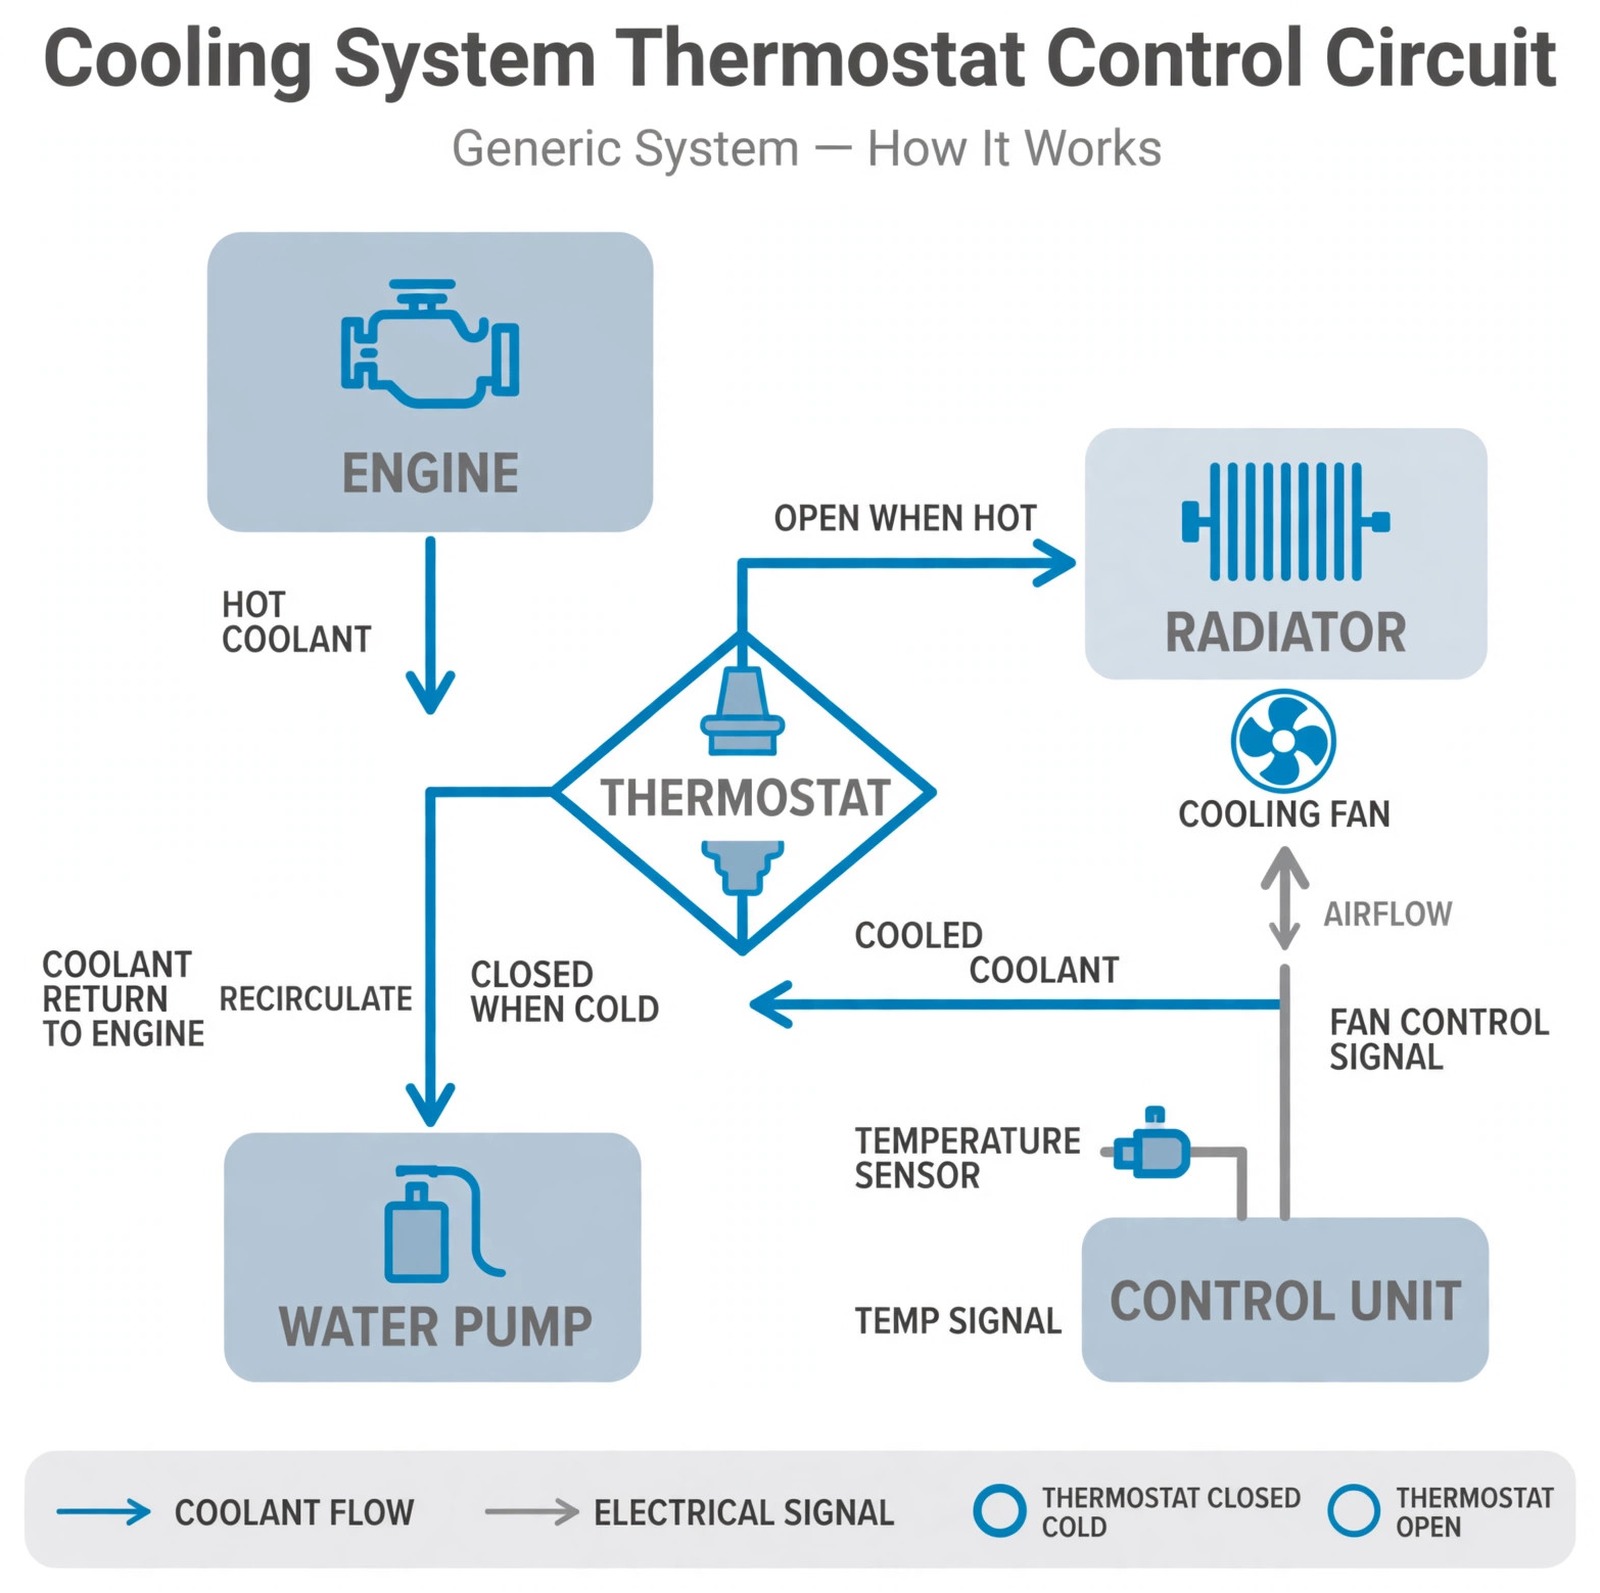 Cooling System Thermostat Control Circuit
Generic System — How It Works
ENGINE
HOT
COOLANT
OPEN WHEN HOT
RADIATOR
THERMOSTAT
COOLING FAN
AIRFLOW
COOLED
COOLANT
COOLANT
RETURN
TO ENGINE
RECIRCULATE
CLOSED
WHEN COLD
FAN CONTROL
SIGNAL
TEMPERATURE
SENSOR
WATER PUMP
TEMP SIGNAL
CONTROL UNIT
COOLANT FLOW
ELECTRICAL SIGNAL
THERMOSTAT CLOSED
COLD
THERMOSTAT
OPEN